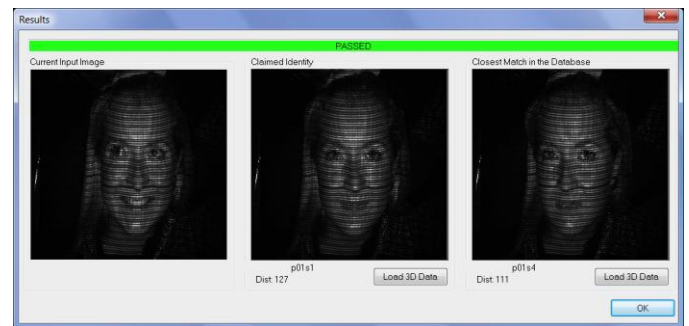 Results
PASSED
Current Input Image
Claimed Identity
Closest Match in the Database
p01s1
Dist: 127
Load 3D Data
p01s4
Dist: 111
Load 3D Data
OK